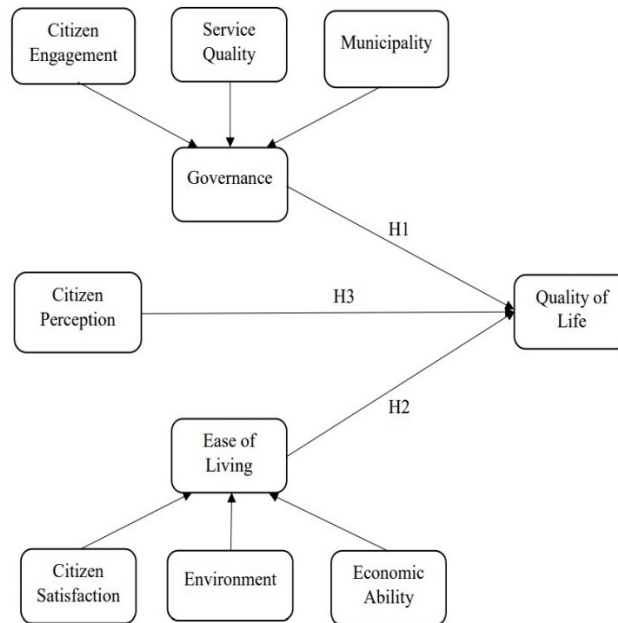 Citizen
Engagement
Service
Quality
Municipality
Governance
H1
Citizen
Perception
H3
Quality of
Life
H2
Ease of
Living
Citizen
Satisfaction
Environment
Economic
Ability